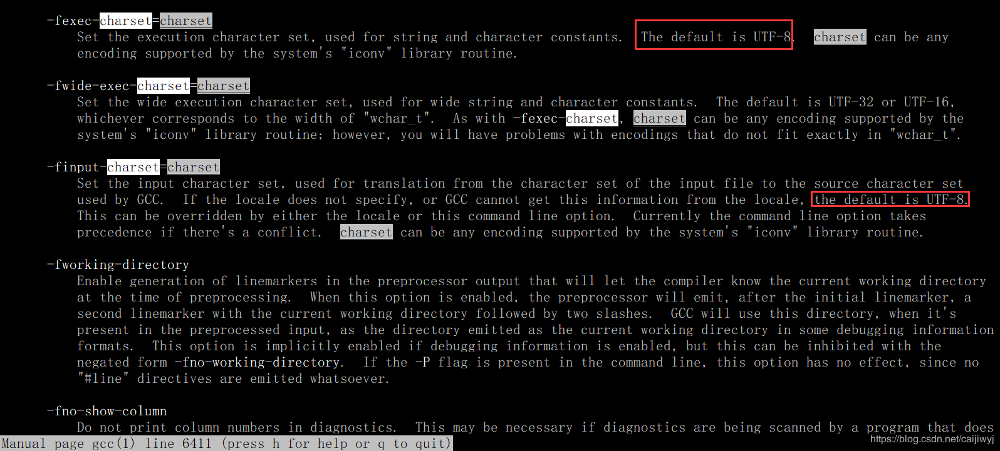 -fexec-charset=charset
Set the execution character set, used for string and character constants.  The default is UTF-8.  charset can be any
encoding supported by the system's "iconv" library routine.
-fwide-exec-charset=charset
Set the wide execution character set, used for wide string and character constants.  The default is UTF-32 or UTF-16,
whichever corresponds to the width of "wchar_t".  As with -fexec-charset, charset can be any encoding supported by the
system's "iconv" library routine; however, you will have problems with encodings that do not fit exactly in "wchar_t".
-finput-charset=charset
Set the input character set, used for translation from the character set of the input file to the source character set
used by GCC.  If the locale does not specify, or GCC cannot get this information from the locale, the default is UTF-8.
This can be overridden by either the locale or this command line option.  Currently the command line option takes
precedence if there's a conflict.  charset can be any encoding supported by the system's "iconv" library routine.
-fworking-directory
Enable generation of linemarkers in the preprocessor output that will let the compiler know the current working directory
at the time of preprocessing.  When this option is enabled, the preprocessor will emit, after the initial linemarker, a
second linemarker with the current working directory followed by two slashes.  GCC will use this directory, when it's
present in the preprocessed input, as the directory emitted as the current working directory in some debugging information
formats.  This option is implicitly enabled if debugging information is enabled, but this can be inhibited with the
negated form -fno-working-directory.  If the -P flag is present in the command line, this option has no effect, since no
"#line" directives are emitted whatsoever.
-fno-show-column
Do not print column numbers in diagnostics.  This may be necessary if diagnostics are being scanned by a program that does
Manual page gcc(1) line 6411 (press h for help or q to quit)
https://blog.csdn.net/caijiwyj